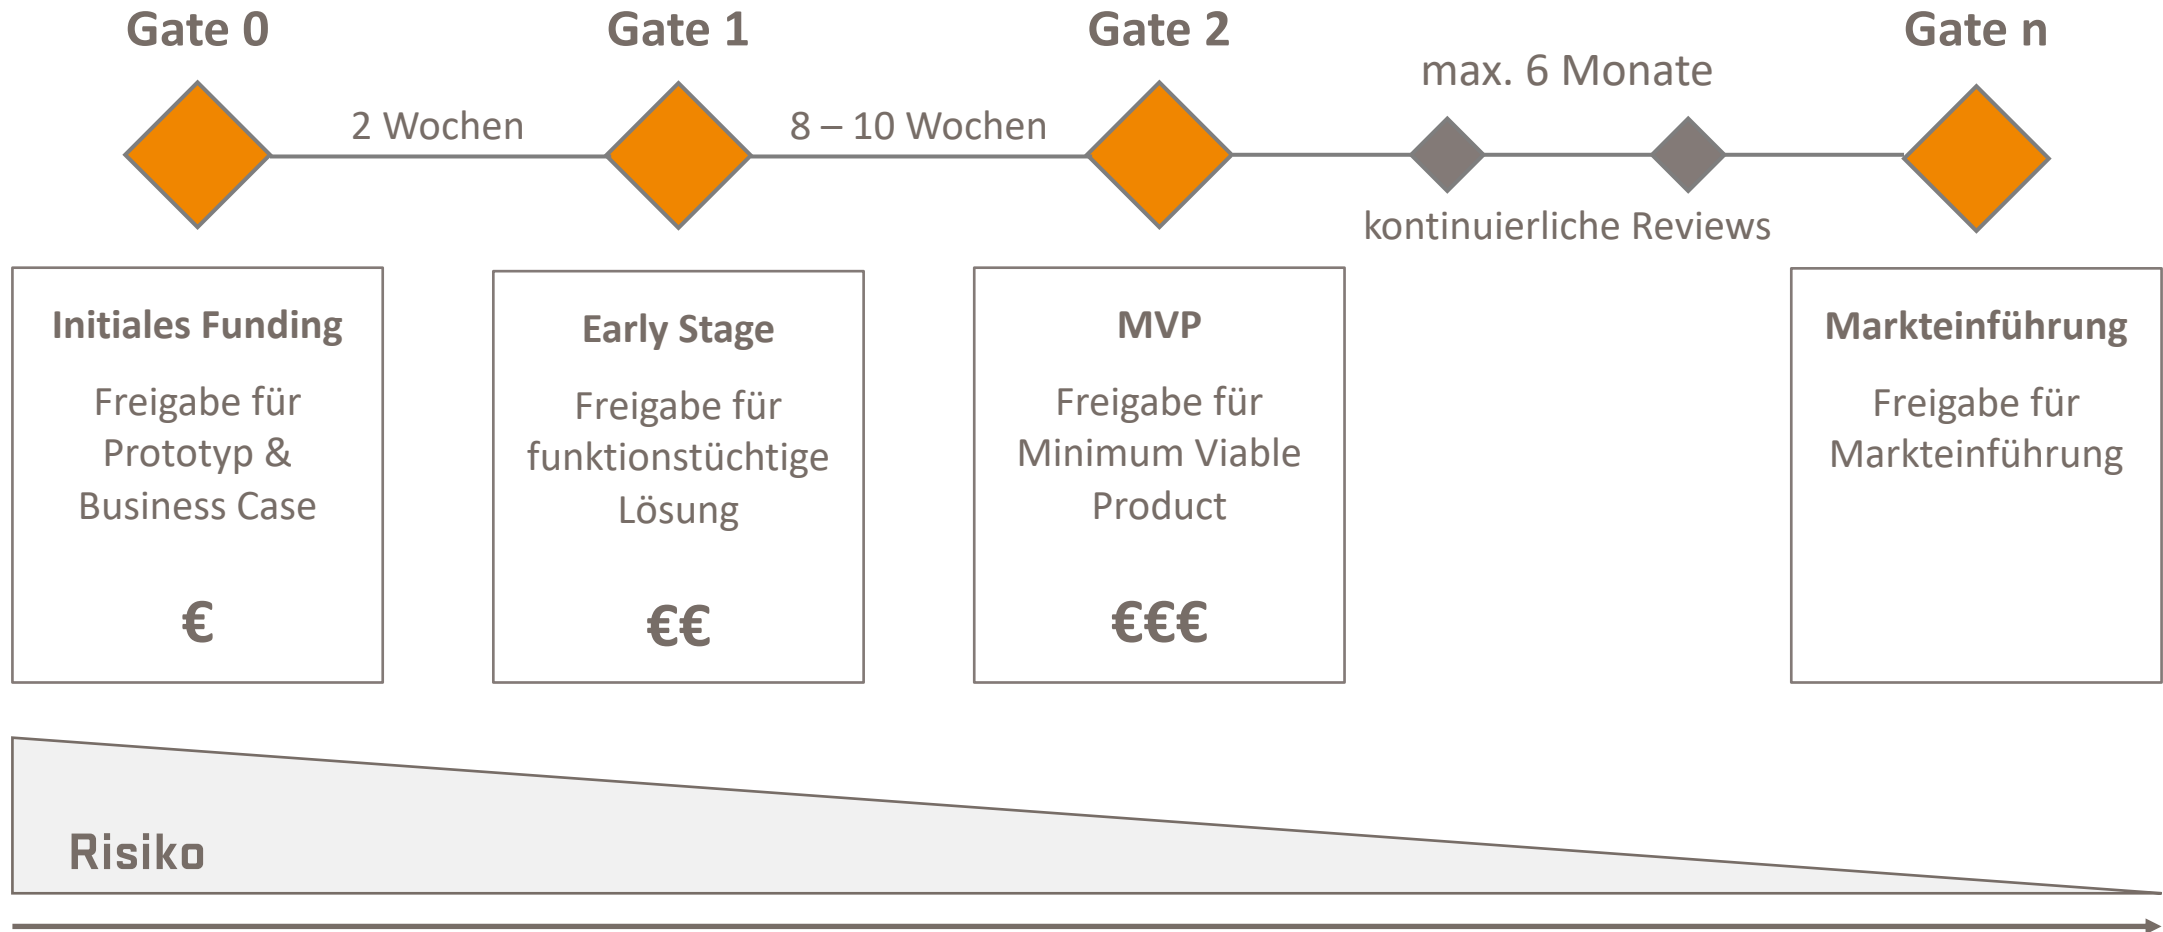 Gate 0
Gate 1
Gate 2
Gate n
2 Wochen
8 – 10 Wochen
max. 6 Monate
kontinuierliche Reviews
Initiales Funding
Freigabe für
Prototyp &
Business Case
€
Early Stage
Freigabe für
funktionstüchtige
Lösung
€€
MVP
Freigabe für
Minimum Viable
Product
€€€
Markteinführung
Freigabe für
Markteinführung
Risiko